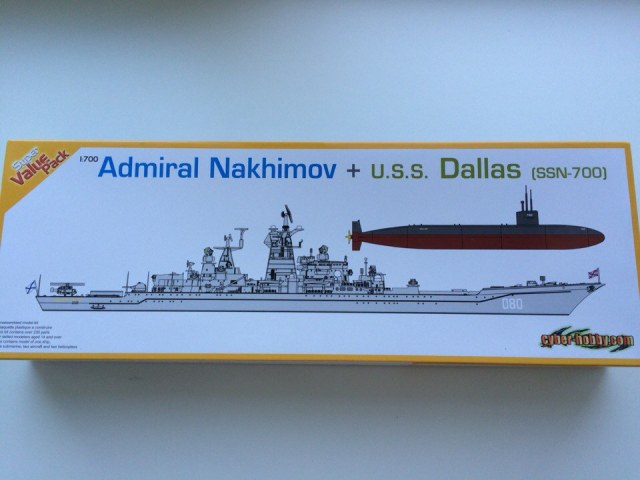 Super
Value
Pack
1:700 Admiral Nakhimov + U.S.S. Dallas (SSN-700)
080
cyber-hobby.com